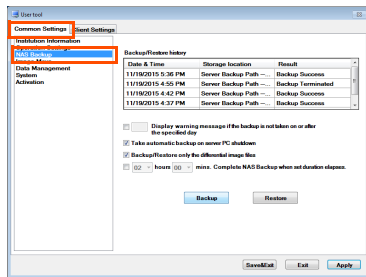 User tool
Common Settings Client Settings
Institution Information
Operation Settings
NAS Backup
Image Move
Data Management
System
Activation
Backup/Restore history
Date & Time Storage location Result
11/19/2015 5:36 PM Server Backup Path --... Backup Success
11/19/2015 4:55 PM Server Backup Path --... Backup Terminated
11/19/2015 4:42 PM Server Backup Path --... Backup Success
11/19/2015 4:37 PM Server Backup Path --... Backup Success
Display warning message if the backup is not taken on or after
the specified day
Take automatic backup on server PC shutdown
Backup/Restore only the differential image files
02 hours 00 mins. Complete NAS Backup when set duration elapses.
Backup Restore
Save&Exit Exit Apply